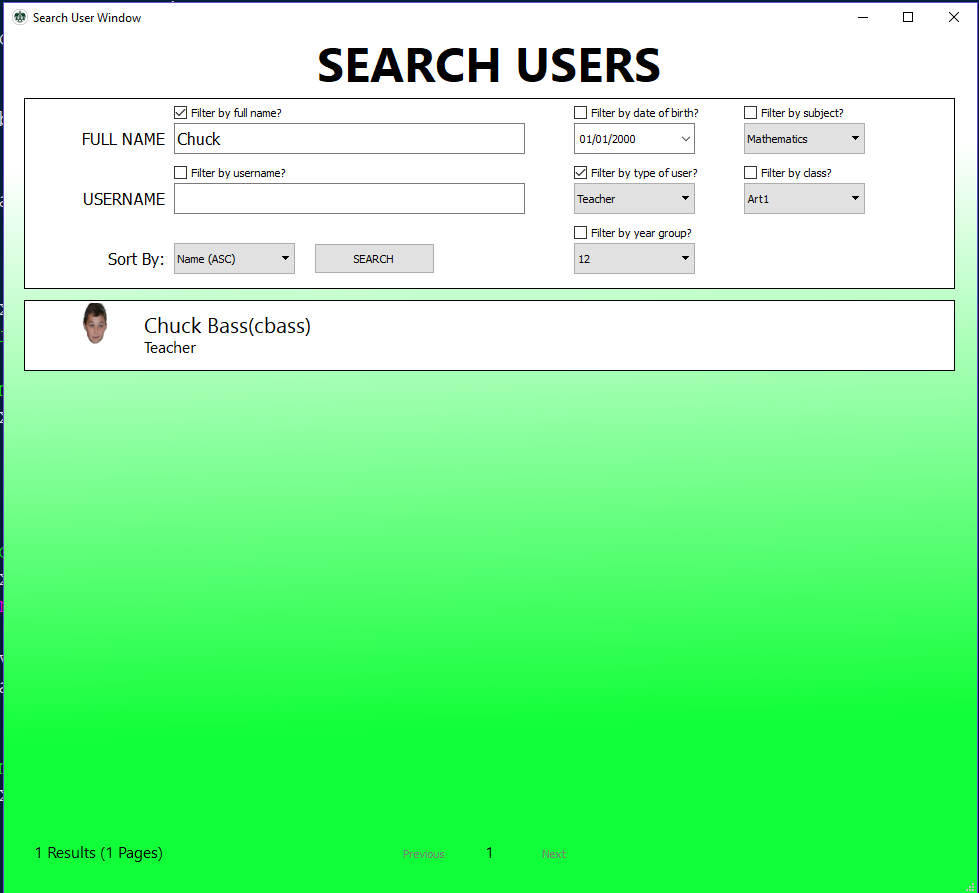 Search User Window
SEARCH USERS
Filter by full name?
Filter by date of birth?
Filter by subject?
FULL NAME
Chuck
01/01/2000
Mathematics
Filter by username?
Filter by type of user?
Filter by class?
USERNAME
Teacher
Art1
Filter by year group?
Sort By:
Name (ASC)
SEARCH
12
Chuck Bass(cbass)
Teacher
1 Results (1 Pages)
Previous
1
Next